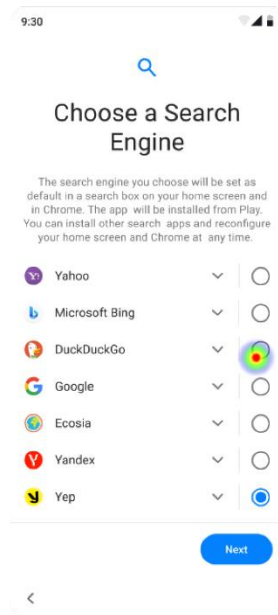 9:30
Choose a Search
Engine
The search engine you choose will be set as
default in a search box on your home screen and
in Chrome. The app will be installed from Play.
You can install other search apps and reconfigure
your home screen and Chrome at any time.
Yahoo
Microsoft Bing
DuckDuckGo
Google
Ecosia
Yandex
Yep
Next